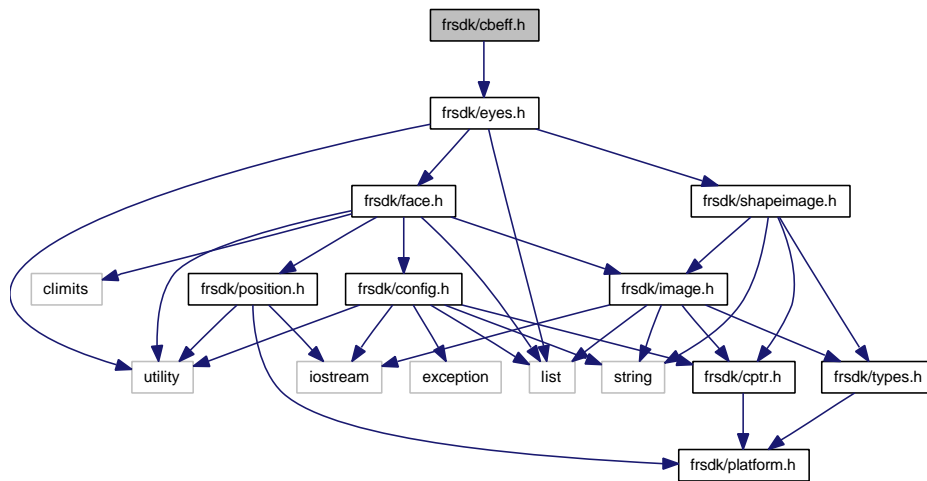 frsdk/cbeff.h
frsdk/eyes.h
frsdk/face.h
frsdk/shapeimage.h
climits
frsdk/position.h
frsdk/config.h
frsdk/image.h
utility
iostream
exception
list
string
frsdk/cptr.h
frsdk/types.h
frsdk/platform.h